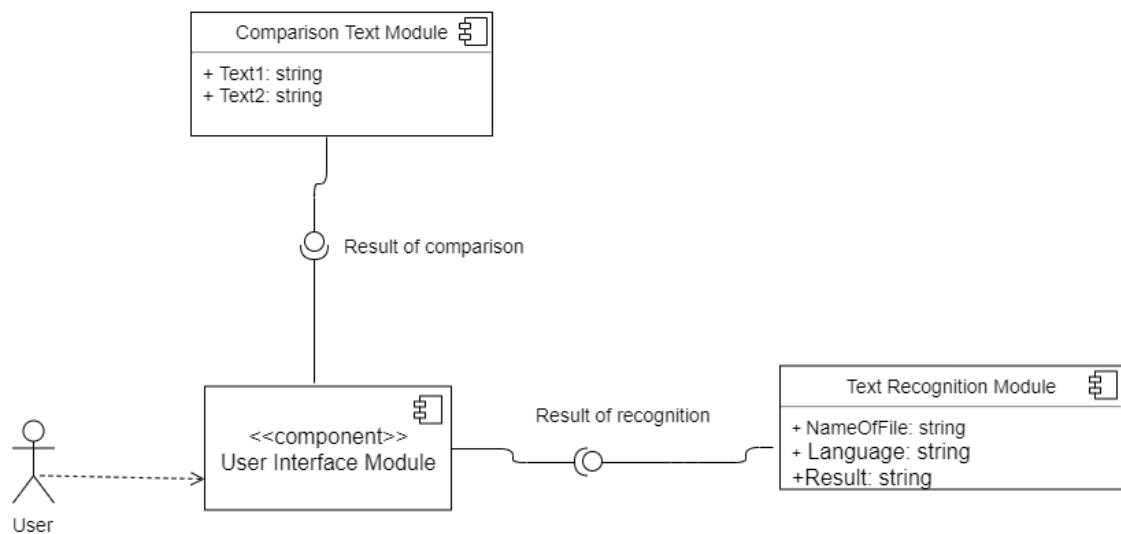 Comparison Text Module
+ Text1: string
+ Text2: string
Result of comparison
<<component>>
User Interface Module
User
Result of recognition
Text Recognition Module
+ NameOfFile: string
+ Language: string
+Result: string